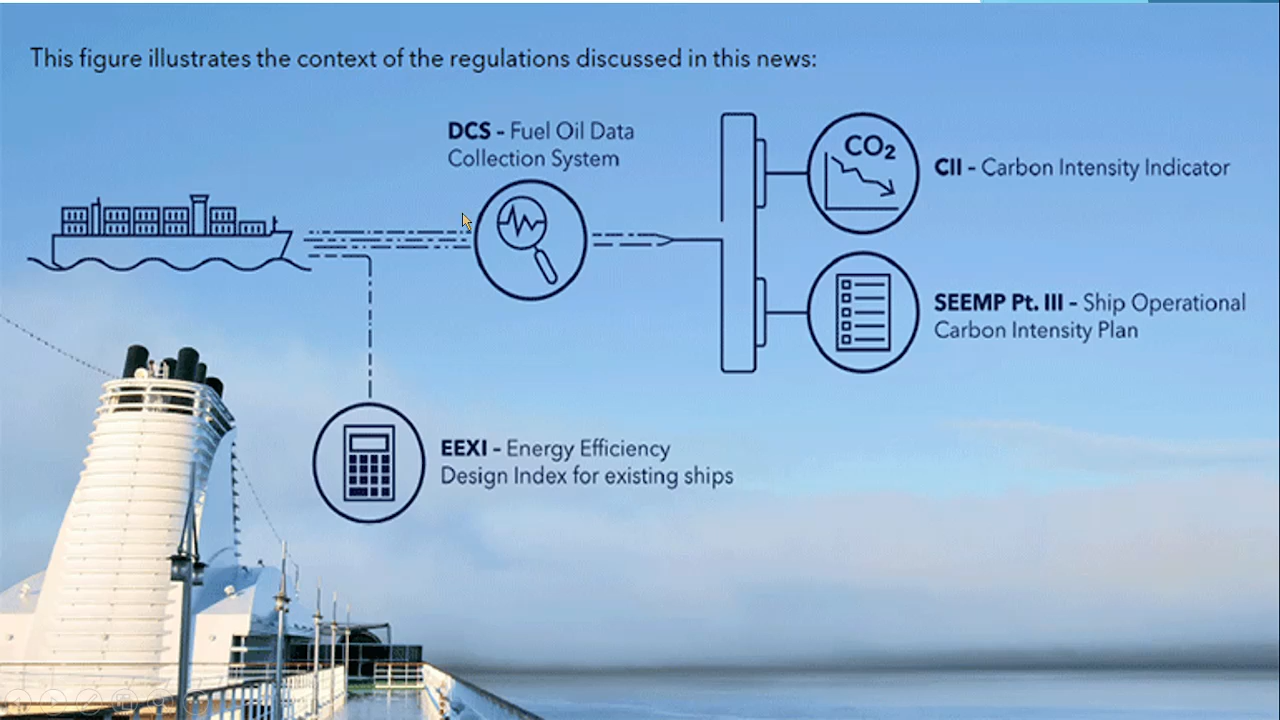 This figure illustrates the context of the regulations discussed in this news:
DCS - Fuel Oil Data
Collection System
CO₂
CII - Carbon Intensity Indicator
SEEMP Pt. III - Ship Operational
Carbon Intensity Plan
EEXI - Energy Efficiency
Design Index for existing ships